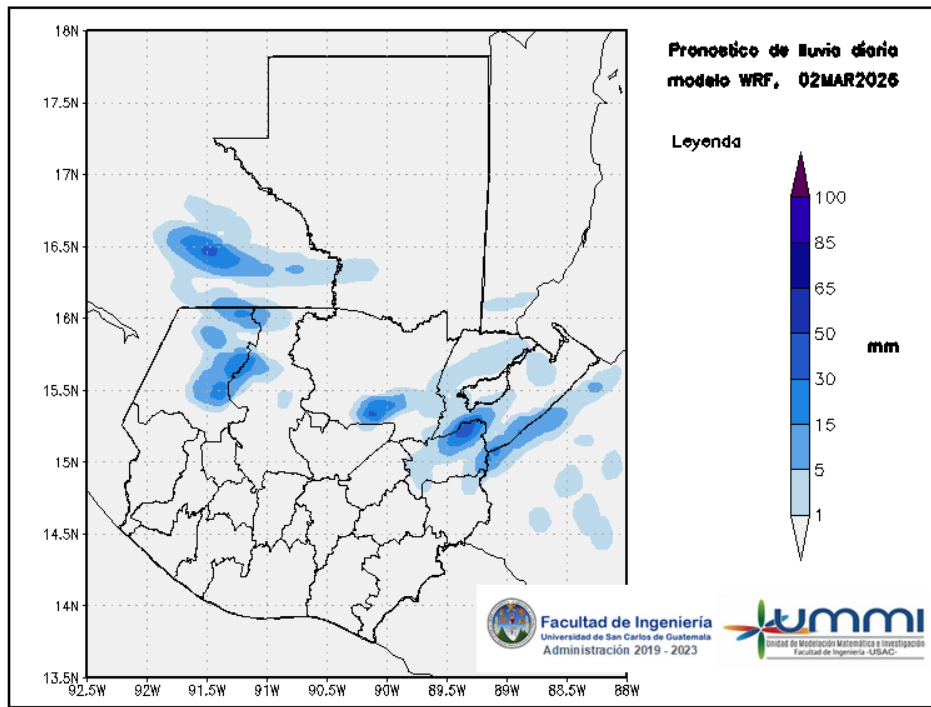 Pronostico de lluvia diaria
modelo WRF, 02MAR2026
Leyenda
100
85
65
50
30
15
5
1
mm
18N
17.5N
17N
16.5N
16N
15.5N
15N
14.5N
14N
13.5N
92.5W
92W
91.5W
91W
90.5W
90W
89.5W
89W
88.5W
88W
Facultad de Ingeniería
Universidad de San Carlos de Guatemala
Administración 2019 - 2023
UMMI
Unidad de Modelación Matemática e Investigación
Facultad de Ingeniería -USAC-